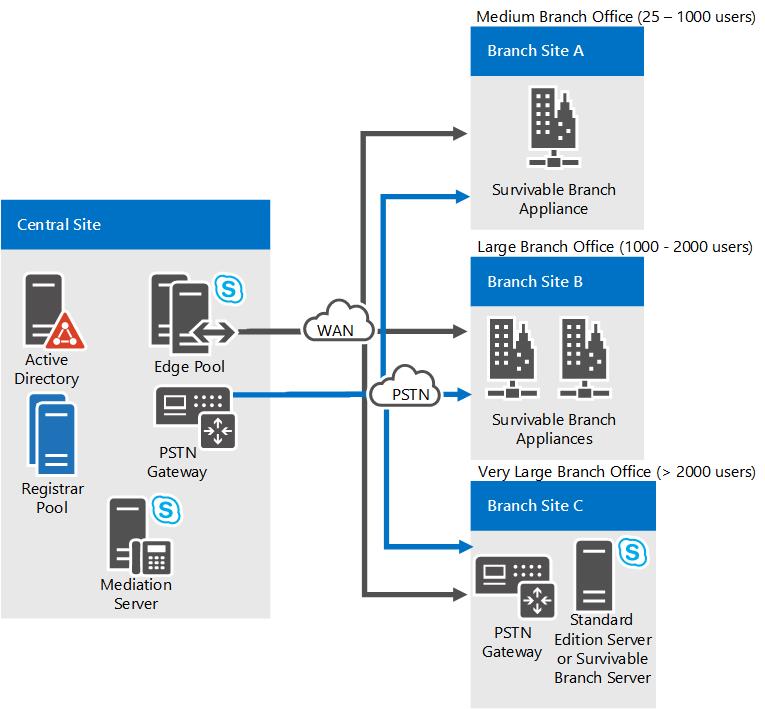 Medium Branch Office (25 – 1000 users)
Branch Site A
Survivable Branch
Appliance
Central Site
Active
Directory
S
Edge Pool
PSTN
Gateway
Registrar
Pool
S
Mediation
Server
WAN
PSTN
Large Branch Office (1000 - 2000 users)
Branch Site B
Survivable Branch
Appliances
Very Large Branch Office (> 2000 users)
Branch Site C
PSTN
Gateway
S
Standard
Edition Server
or Survivable
Branch Server